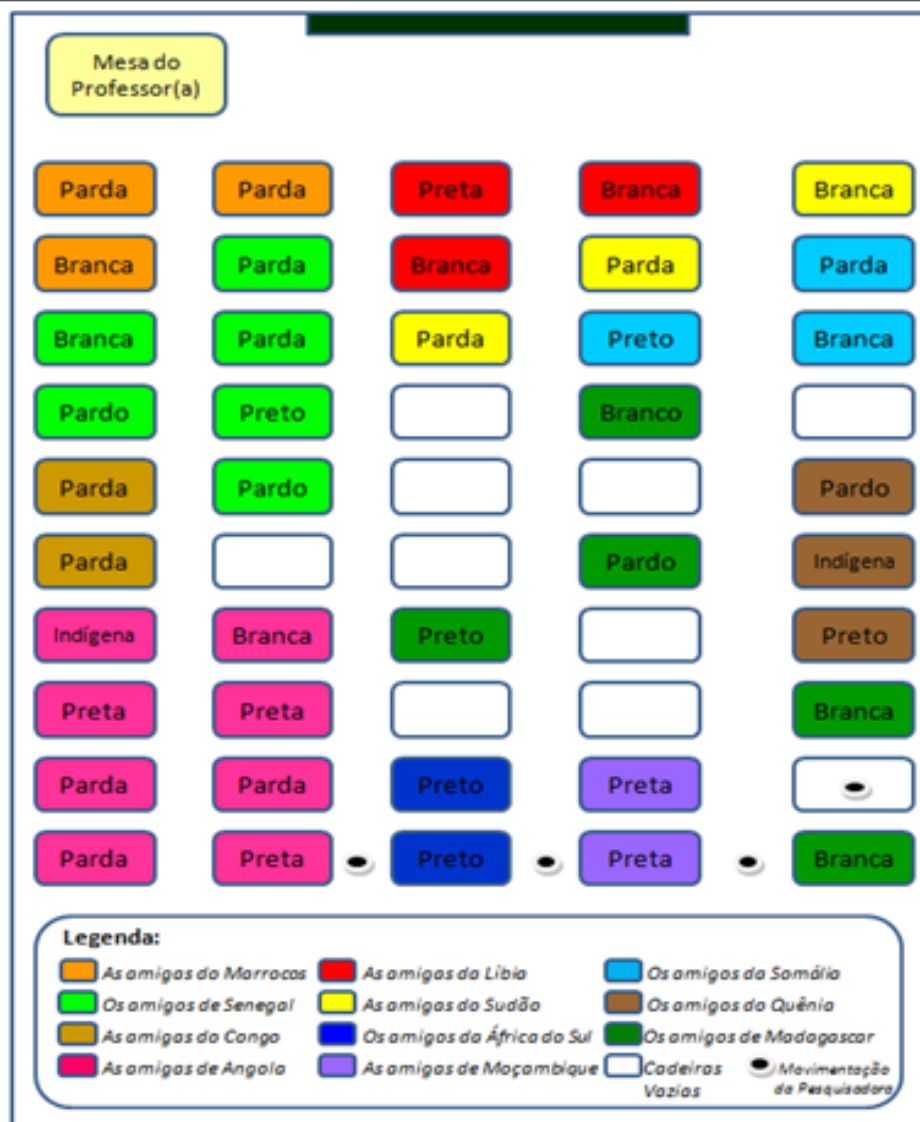 Mesa do
Professor(a)
Parda Parda Preta Branca Branca
Branca Parda Branca Parda Parda
Branca Parda Parda Preto Branca
Pardo Preto Branco
Parda Pardo Pardo
Parda Pardo Indígena
Indígena Branca Preto Preto
Preta Preta Branca
Parda Parda Preto Preta
Parda Preta Preto Preta Branca
Legenda:
As amigas do Marrocos As amigas da Líbia Os amigos da Somália
Os amigos de Senegal As amigas do Sudão Os amigos do Quênia
As amigas do Congo Os amigos da África do Sul Os amigos de Madagascar
As amigas de Angola As amigas de Moçambique Cadeiras Movimentação
Vazias da Pesquisadora